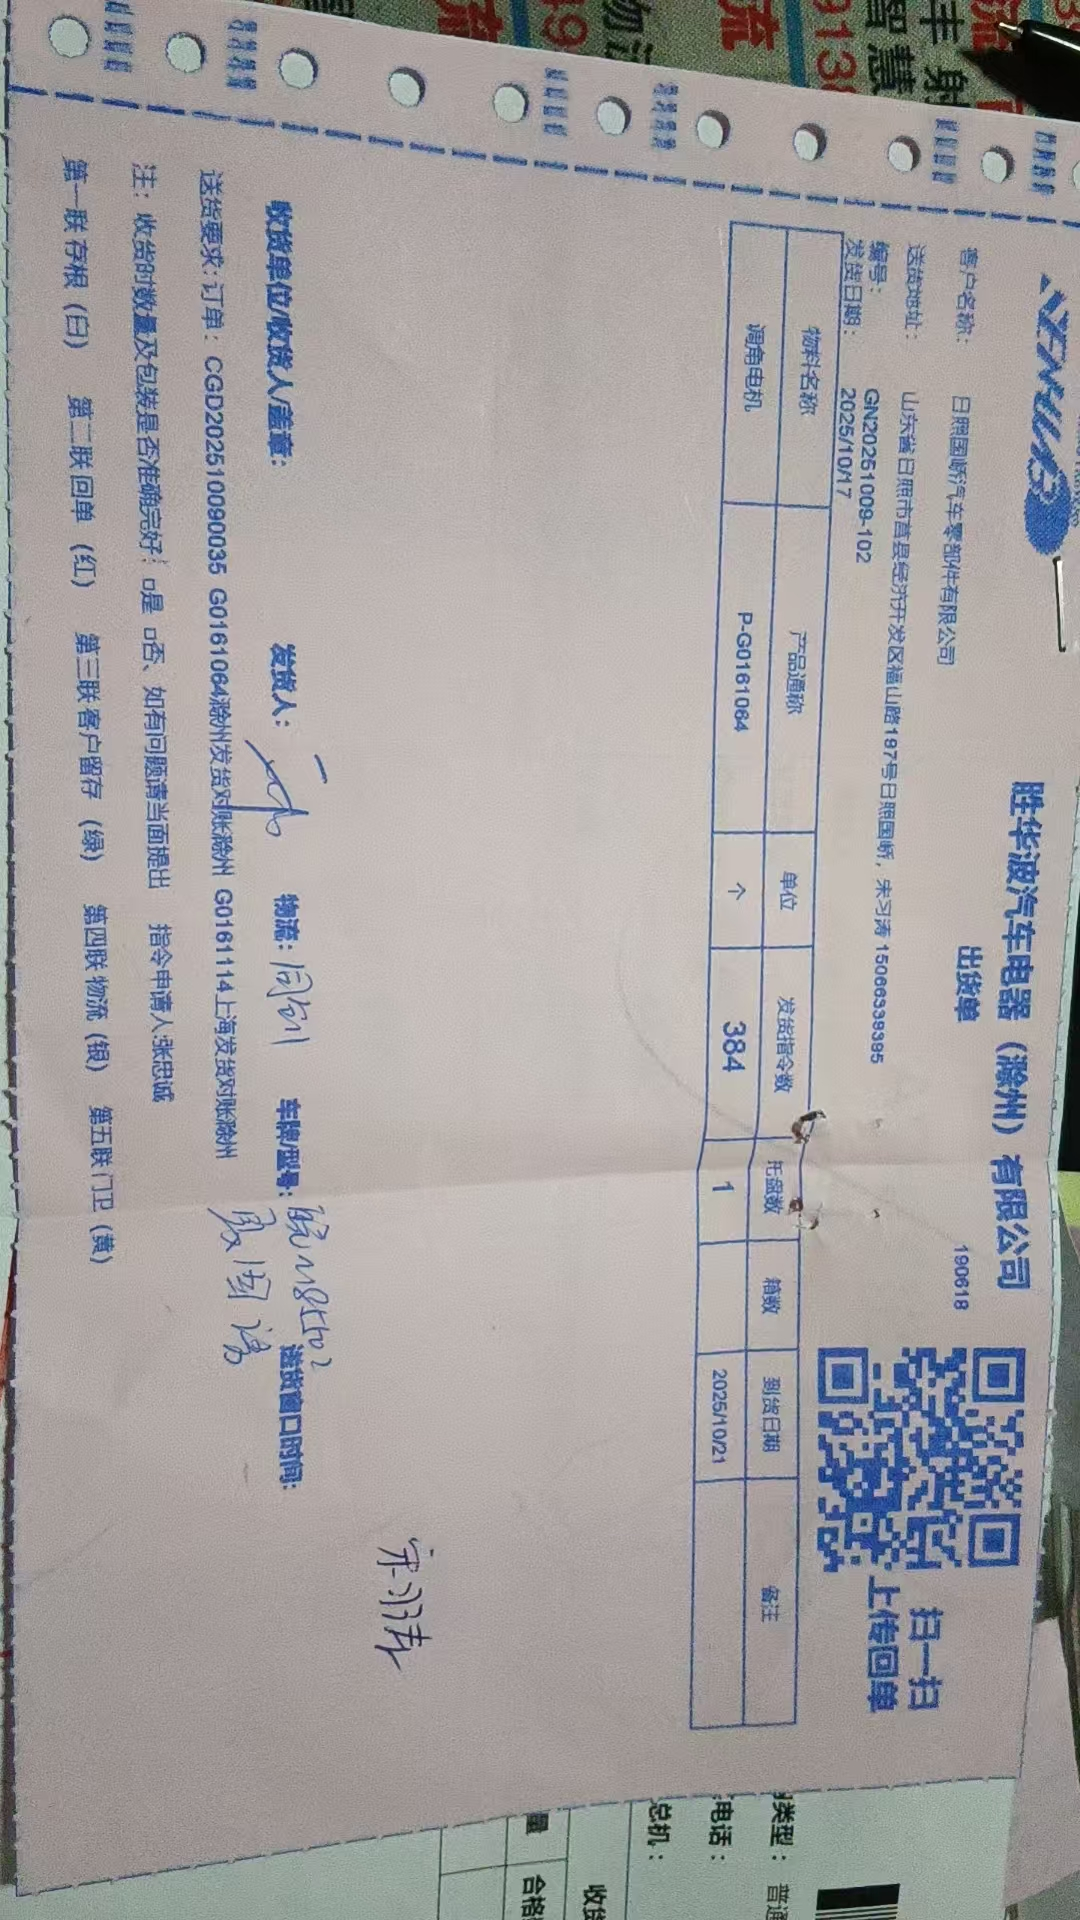 胜华波汽车电器（滁州）有限公司
出货单
190618
扫一扫
上传回单
客户名称： 日照国峤汽车零部件有限公司
送货地址： 山东省日照市莒县经济开发区福山路197号日照国峤，朱习涛 15066339395
编号： GN20251009-102
发货日期： 2025/10/17
物料名称 产品通称 单位 发货指令数 托盘数 箱数 到货日期 备注
调角电机 P-G0161064 个 384 1 2025/10/21
收货单位/收货人/盖章： 发货人： 物流： 车牌/型号： 送货窗口时间：
送货要求：订单：CGD202510090035 G0161064滁州发货对账滁州 G0161114上海发货对账滁州
注：收货时数量及包装是否准确完好！□是 □否、如有问题请当面提出 指令申请人:张忠诚
第一联存根（白） 第二联回单（红） 第三联客户留存（绿） 第四联物流（银） 第五联门卫（黄）